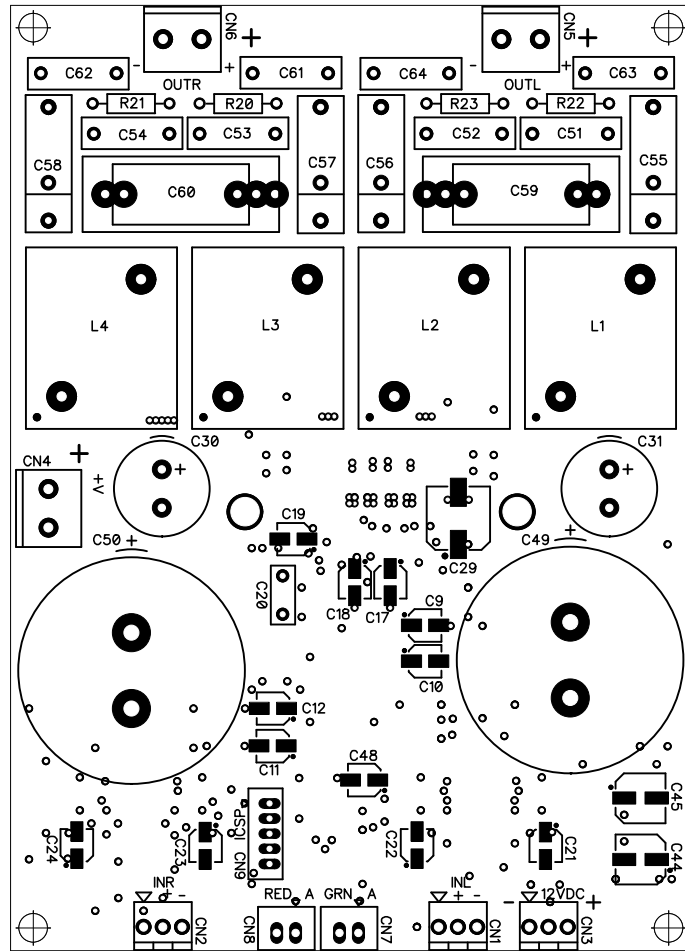 CN6 +
CN5 +
- +
- +
C62
OUTR
C61
C64
OUTL
C63
R21
R20
R23
R22
C54
C53
C52
C51
C58
C57
C56
C55
C60
C59
L4
L3
L2
L1
C30
C31
CN4
+
+V
+
+
C19
C50 +
C49 +
C29
C20
C18
C17
C9
C10
C12
C11
C48
C45
ICSP
C24
C23
CN9
C22
C21
C44
INR
+ -
RED A
GRN A
INL
+ -
- 12VDC +
CN2
CN8
CN7
CN1
CN3